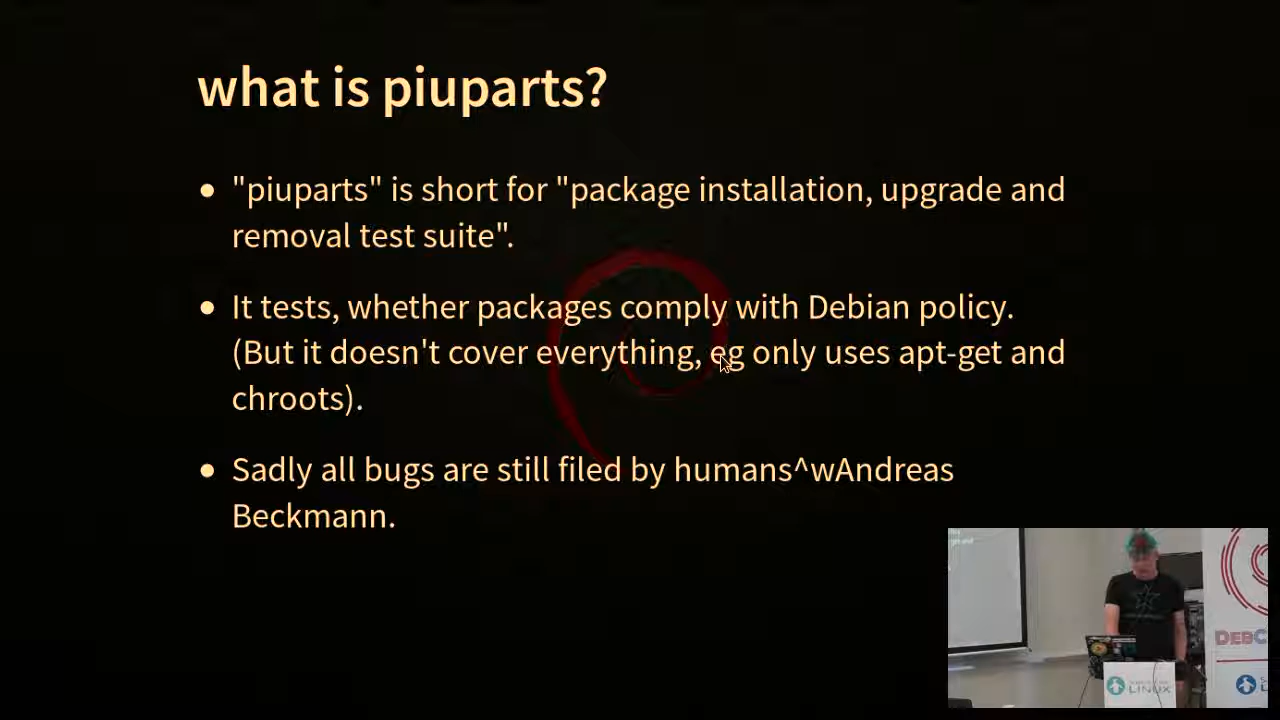 what is piuparts?
"piuparts" is short for "package installation, upgrade and
removal test suite".
It tests, whether packages comply with Debian policy.
(But it doesn't cover everything, eg only uses apt-get and
chroots).
Sadly all bugs are still filed by humans^wAndreas
Beckmann.
LINUX
DEBC